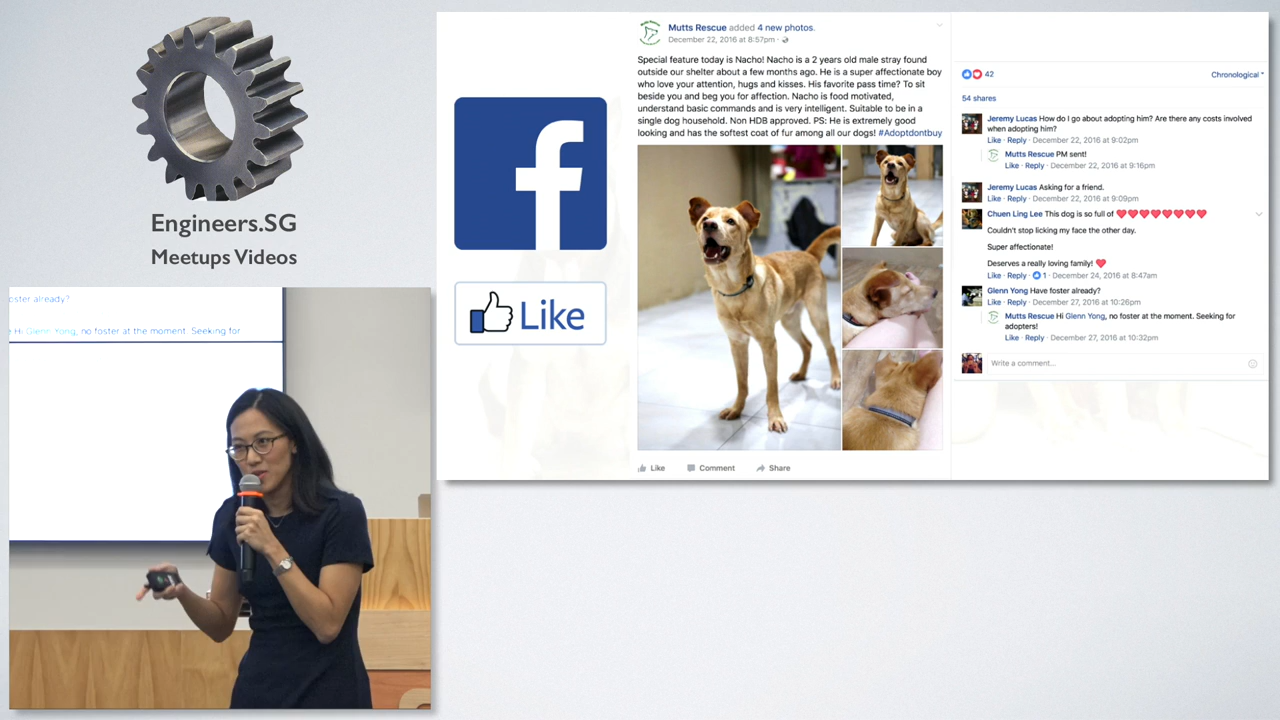 Engineers.SG
Meetups Videos
oster already?
Hi Glenn Yong, no foster at the moment. Seeking for
Like
Mutts Rescue added 4 new photos.
December 22, 2016 at 8:57pm ·
Special feature today is Nacho! Nacho is a 2 years old male stray found
outside our shelter about a few months ago. He is a super affectionate boy
who love your attention, hugs and kisses. His favorite pass time? To sit
beside you and beg you for affection. Nacho is food motivated,
understand basic commands and is very intelligent. Suitable to be in a
single dog household. Non HDB approved. PS: He is extremely good
looking and has the softest coat of fur among all our dogs! #Adoptdontbuy
Like Comment Share
42 Chronological
54 shares
Jeremy Lucas How do I go about adopting him? Are there any costs involved
when adopting him?
Like · Reply · December 22, 2016 at 9:02pm
Mutts Rescue PM sent!
Like · Reply · December 22, 2016 at 9:16pm
Jeremy Lucas Asking for a friend.
Like · Reply · December 22, 2016 at 9:09pm
Chuen Ling Lee This dog is so full of ❤❤❤❤❤❤❤❤
Couldn't stop licking my face the other day.
Super affectionate!
Deserves a really loving family! ❤
Like · Reply · 1 · December 24, 2016 at 8:47am
Glenn Yong Have foster already?
Like · Reply · December 27, 2016 at 10:26pm
Mutts Rescue Hi Glenn Yong, no foster at the moment. Seeking for
adopters!
Like · Reply · December 27, 2016 at 10:32pm
Write a comment...